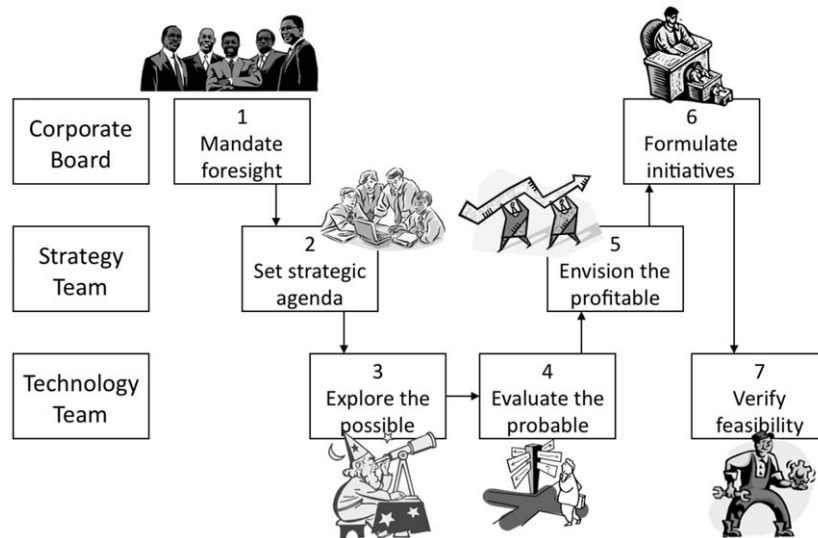 Corporate
Board
1
Mandate
foresight
6
Formulate
initiatives
Strategy
Team
2
Set strategic
agenda
5
Envision the
profitable
Technology
Team
3
Explore the
possible
4
Evaluate the
probable
7
Verify
feasibility